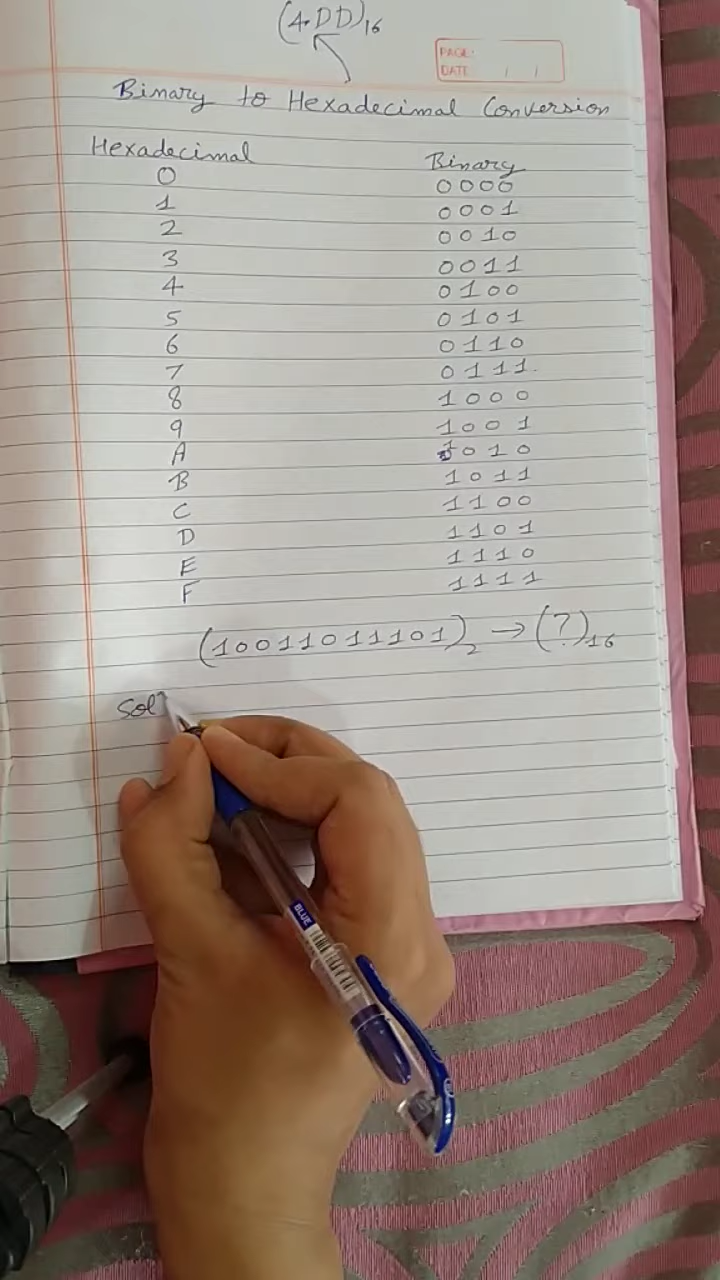 (4.DD)16
PAGE:
DATE / /
Binary to Hexadecimal Conversion
Hexadecimal Binary
0 0000
1 0001
2 0010
3 0011
4 0100
5 0101
6 0110
7 0111
8 1000
9 1001
A 1010
B 1011
C 1100
D 1101
E 1110
F 1111
(10011011101)2 → (?)16
Sol
BLUE